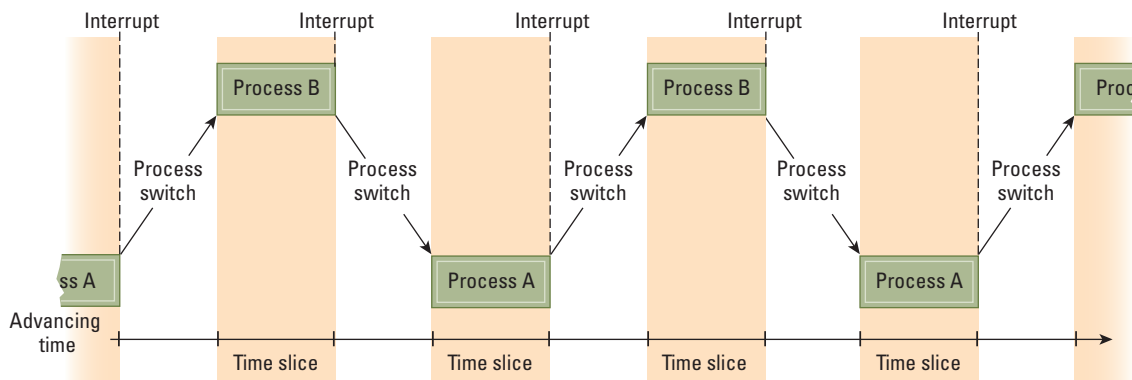 Interrupt
Interrupt
Interrupt
Interrupt
Interrupt
Process B
Process B
Process
switch
Process
switch
Process
switch
Process
switch
Process
switch
ss A
Process A
Process A
Advancing
time
Time slice
Time slice
Time slice
Time slice